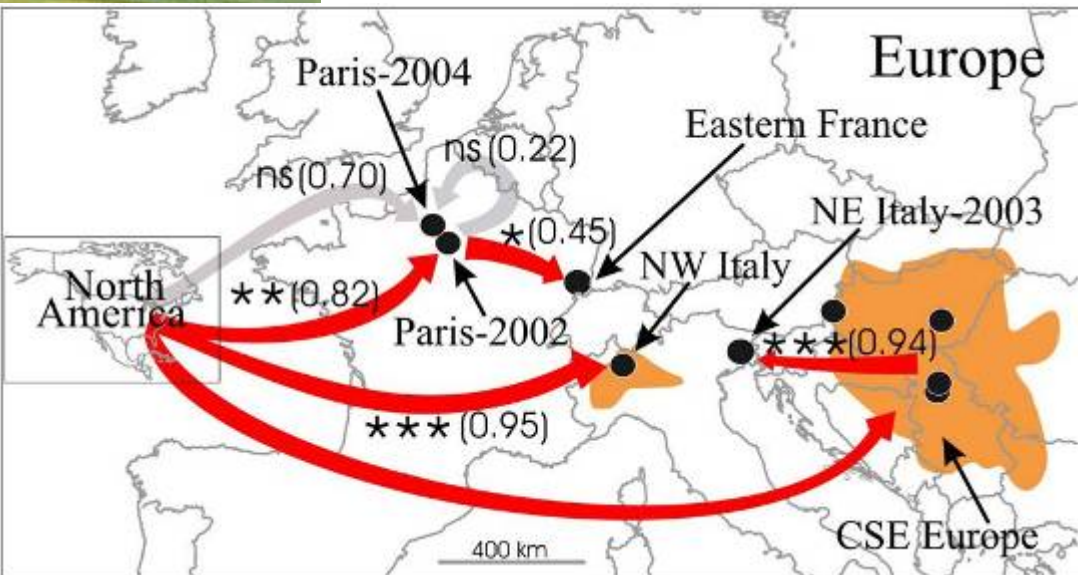 Europe
Paris-2004
Eastern France
ns (0.22)
ns (0.70)
NE Italy-2003
* (0.45)
NW Italy
North
America
** (0.82)
Paris-2002
*** (0.94)
*** (0.95)
CSE Europe
400 km